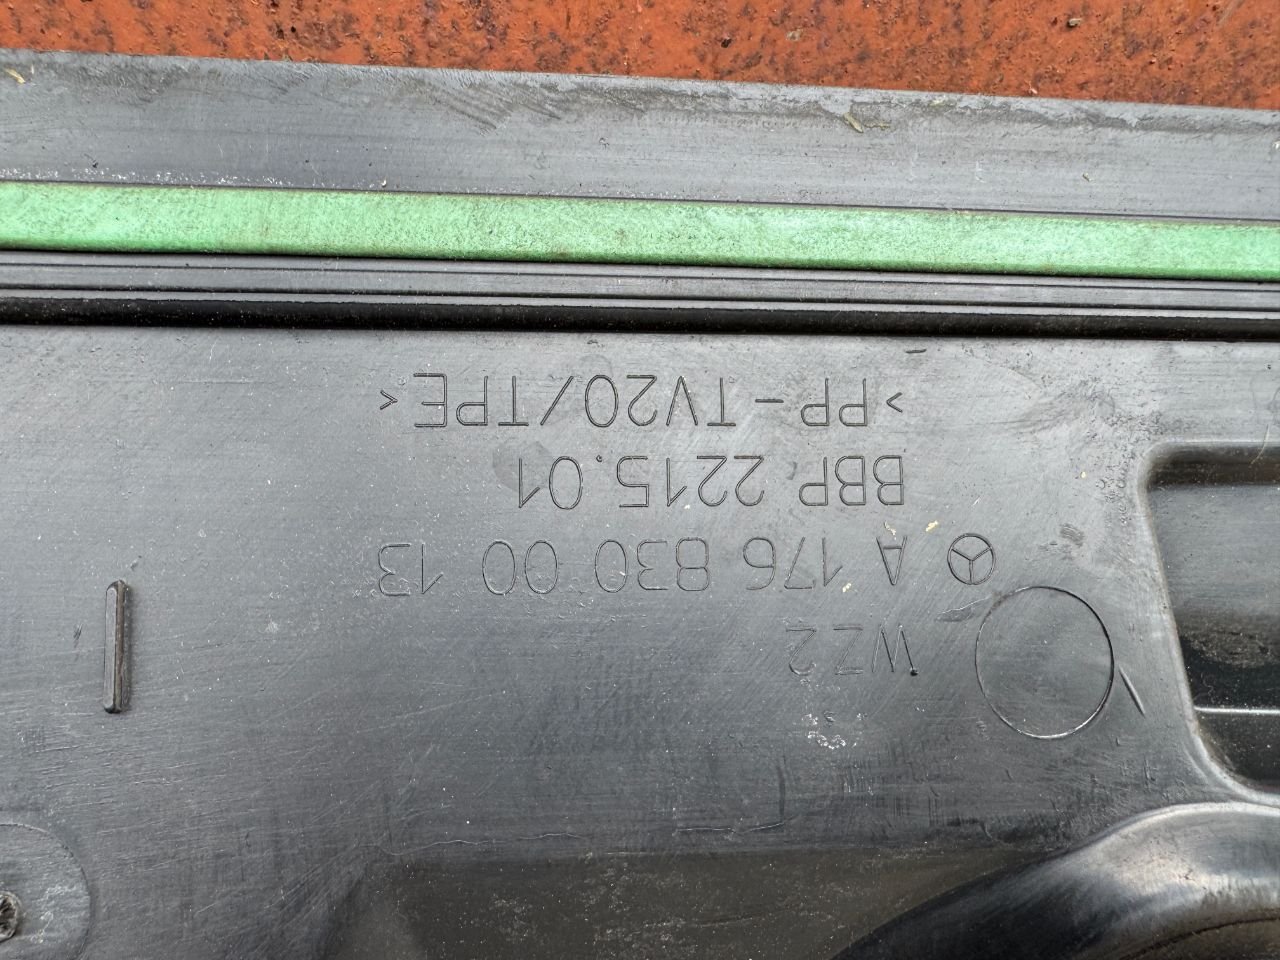 WZ2
A 176 830 00 13
BBP 2215.01
>PP-TV20/TPE<